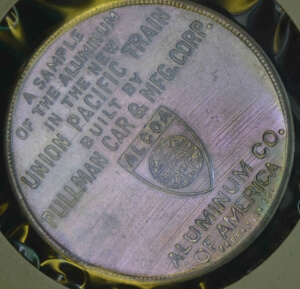 A SAMPLE
OF THE ALUMINUM
IN THE NEW
UNION PACIFIC TRAIN
BUILT BY
PULLMAN CAR & MFG. CORP.
ALCOA
ALUMINUM CO.
OF AMERICA